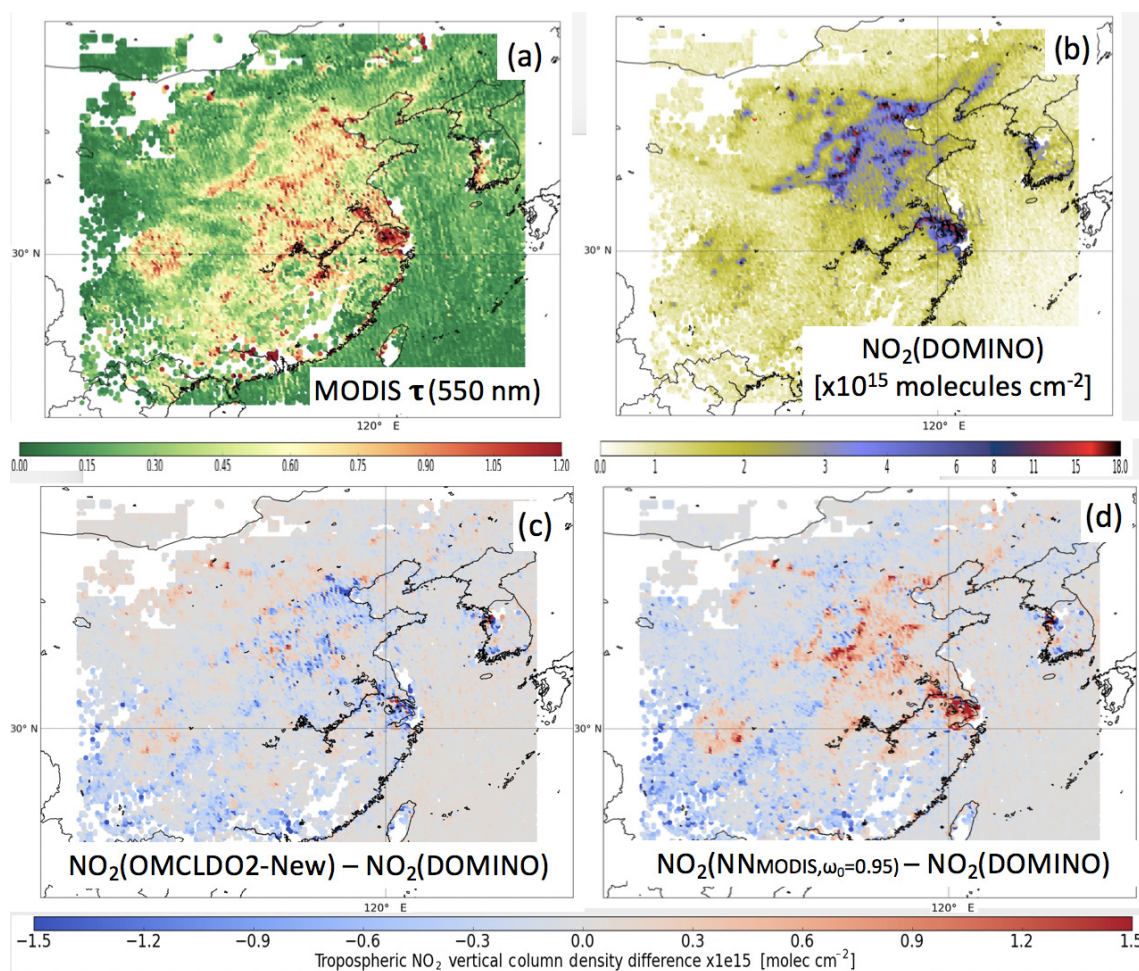 (a)
30° N
MODIS τ (550 nm)
120° E
0.00 0.15 0.30 0.45 0.60 0.75 0.90 1.05 1.20
(b)
30° N
NO₂(DOMINO)
[x10¹⁵ molecules cm⁻²]
120° E
0.0 1 2 3 4 6 8 11 15 18.0
(c)
30° N
NO₂(OMCLDO2-New) – NO₂(DOMINO)
120° E
(d)
30° N
NO₂(NNMODIS,ω₀=0.95) – NO₂(DOMINO)
120° E
−1.5 −1.2 −0.9 −0.6 −0.3 0.0 0.3 0.6 0.9 1.2 1.5
Tropospheric NO₂ vertical column density difference x1e15 [molec cm⁻²]